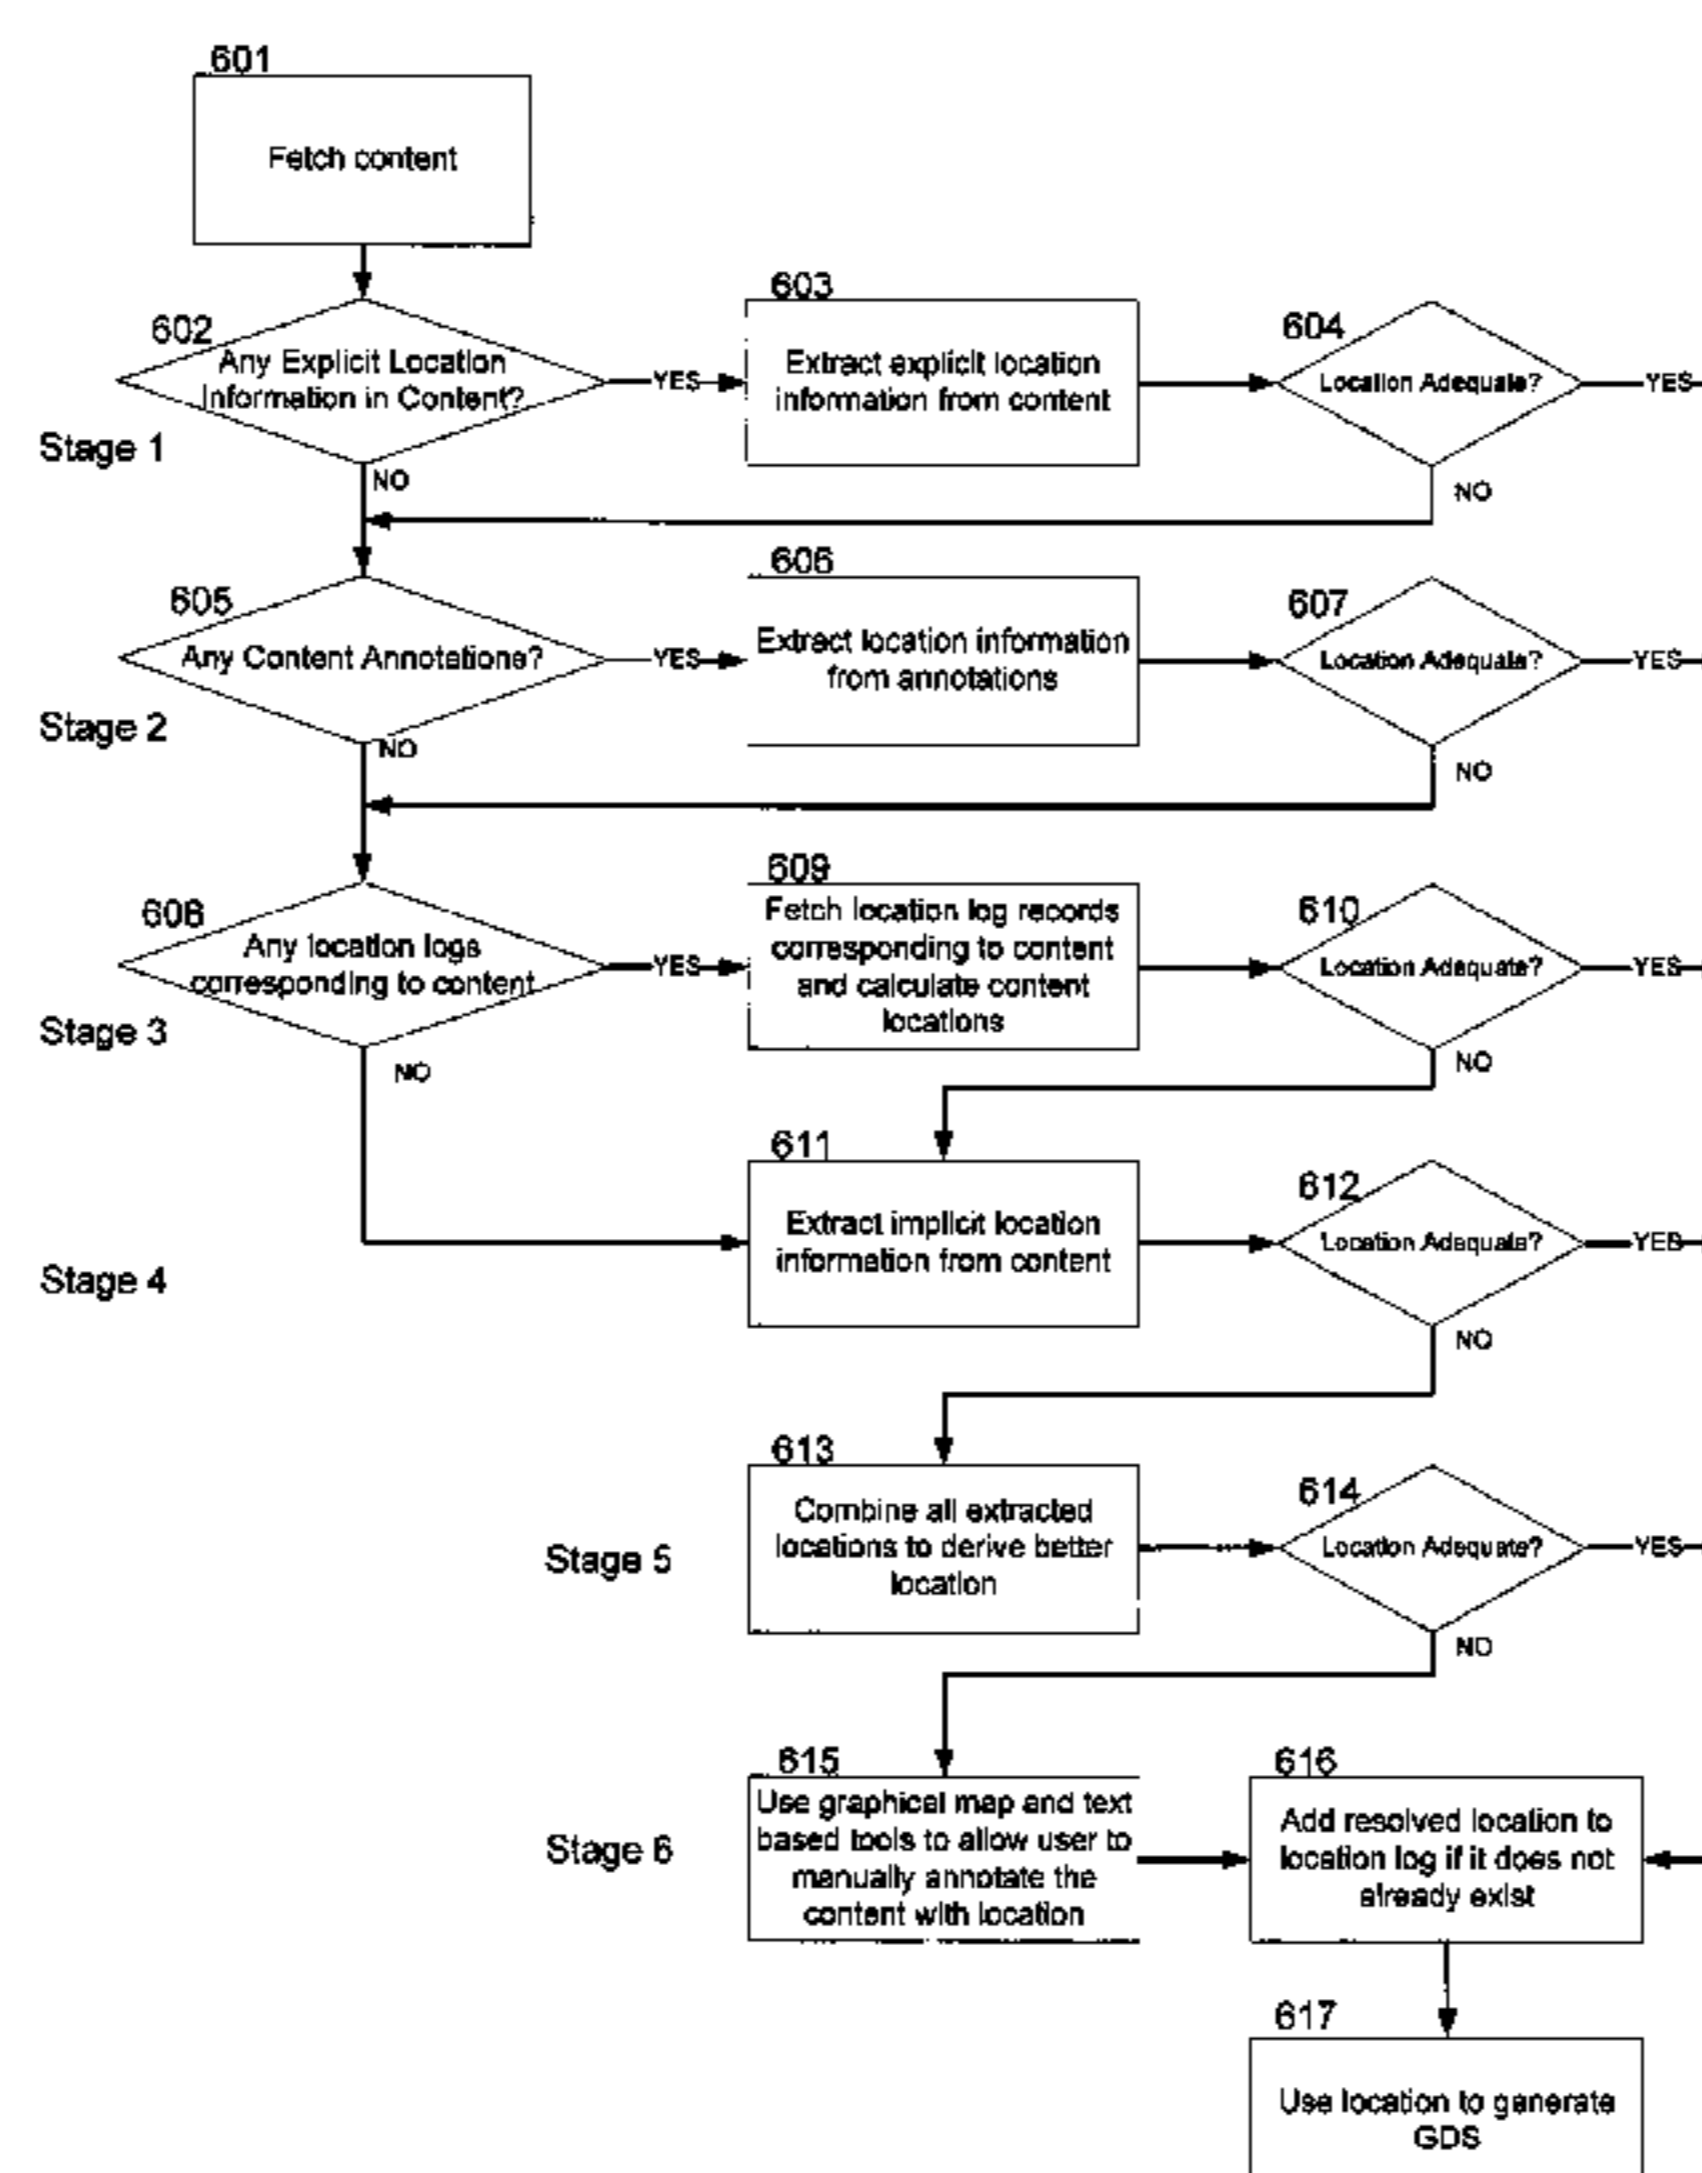 601
Fetch content
602
Any Explicit Location
Information in Content?
YES
603
Extract explicit location
information from content
604
Location Adequate?
YES
Stage 1
NO
NO
605
Any Content Annotations?
YES
606
Extract location information
from annotations
607
Location Adequate?
YES
Stage 2
NO
NO
608
Any location logs
corresponding to content
YES
609
Fetch location log records
corresponding to content
and calculate content
locations
610
Location Adequate?
YES
Stage 3
NO
NO
611
Extract implicit location
information from content
612
Location Adequate?
YES
Stage 4
NO
613
Combine all extracted
locations to derive better
location
614
Location Adequate?
YES
Stage 5
NO
615
Use graphical map and text
based tools to allow user to
manually annotate the
content with location
616
Add resolved location to
location log if it does not
already exist
Stage 6
617
Use location to generate
GDS